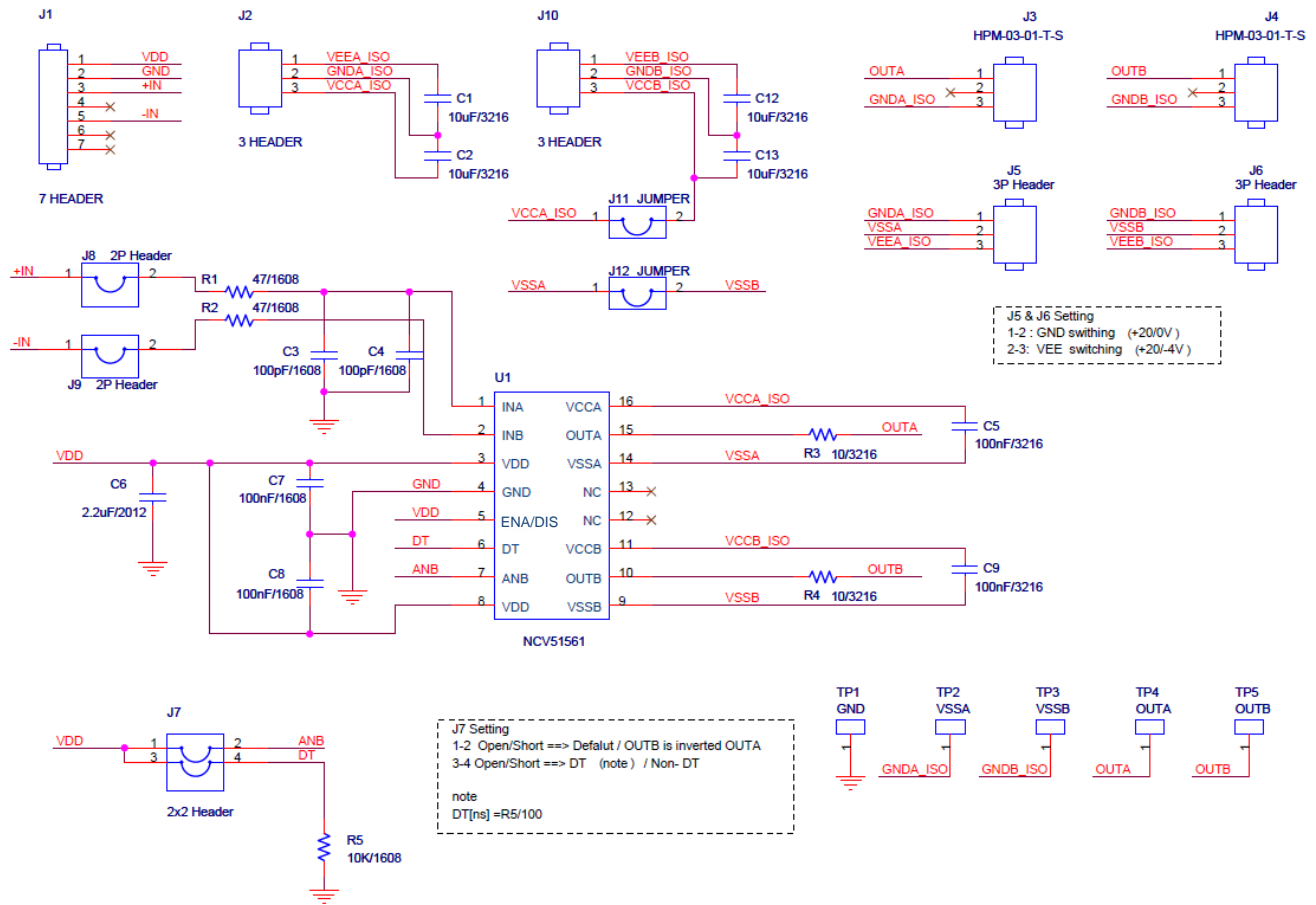 J1
J2
J10
J3
HPM-03-01-T-S
J4
HPM-03-01-T-S
1 VDD
2 GND
3 +IN
4
5 -IN
6
7
7 HEADER
1 VEEA_ISO
2 GNDA_ISO
3 VCCA_ISO
3 HEADER
C1
10uF/3216
C2
10uF/3216
1 VEEB_ISO
2 GNDB_ISO
3 VCCB_ISO
3 HEADER
C12
10uF/3216
C13
10uF/3216
OUTA 1
2
GNDA_ISO 3
OUTB 1
2
GNDB_ISO 3
J5
3P Header
GNDA_ISO 1
VSSA 2
VEEA_ISO 3
J6
3P Header
GNDB_ISO 1
VSSB 2
VEEB_ISO 3
J11 JUMPER
VCCA_ISO 1 2
J12 JUMPER
VSSA 1 2 VSSB
J5 & J6 Setting
1-2 : GND swithing (+20/0V )
2-3: VEE switching (+20/-4V )
J8 2P Header
+IN 1 2
R1 47/1608
R2 47/1608
-IN 1 2
J9 2P Header
C3
100pF/1608
C4
100pF/1608
U1
1 INA VCCA 16 VCCA_ISO
2 INB OUTA 15 OUTA
VDD 3 VDD VSSA 14 VSSA
GND 4 GND NC 13
VDD 5 ENA/DIS NC 12
DT 6 DT VCCB 11 VCCB_ISO
ANB 7 ANB OUTB 10 OUTB
8 VDD VSSB 9 VSSB
NCV51561
C6
2.2uF/2012
C7
100nF/1608
C8
100nF/1608
R3 10/3216
C5
100nF/3216
R4 10/3216
C9
100nF/3216
J7
VDD 1 2 ANB
3 4 DT
2x2 Header
R5
10K/1608
J7 Setting
1-2 Open/Short ==> Defalut / OUTB is inverted OUTA
3-4 Open/Short ==> DT (note ) / Non- DT
note
DT[ns] =R5/100
TP1
GND
1
TP2
VSSA
1
GNDA_ISO
TP3
VSSB
1
GNDB_ISO
TP4
OUTA
1
OUTA
TP5
OUTB
1
OUTB